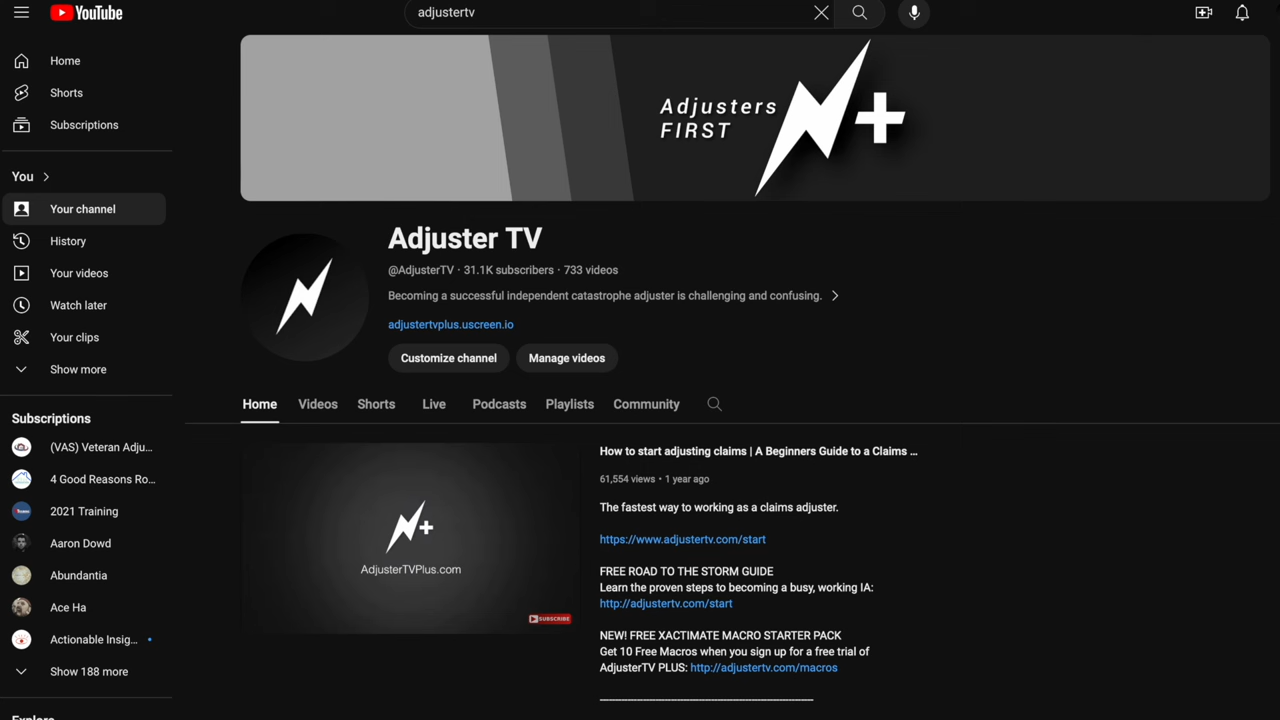 YouTube
adjustertv
Home
Shorts
Subscriptions
You
Your channel
History
Your videos
Watch later
Your clips
Show more
Subscriptions
(VAS) Veteran Adju...
4 Good Reasons Ro...
2021 Training
Aaron Dowd
Abundantia
Ace Ha
Actionable Insig...
Show 188 more
Adjusters
FIRST
Adjuster TV
@AdjusterTV · 31.1K subscribers · 733 videos
Becoming a successful independent catastrophe adjuster is challenging and confusing.
adjustertvplus.uscreen.io
Customize channel
Manage videos
Home
Videos
Shorts
Live
Podcasts
Playlists
Community
AdjusterTVPlus.com
SUBSCRIBE
How to start adjusting claims | A Beginners Guide to a Claims ...
61,554 views • 1 year ago
The fastest way to working as a claims adjuster.
https://www.adjustertv.com/start
FREE ROAD TO THE STORM GUIDE
Learn the proven steps to becoming a busy, working IA:
http://adjustertv.com/start
NEW! FREE XACTIMATE MACRO STARTER PACK
Get 10 Free Macros when you sign up for a free trial of
AdjusterTV PLUS: http://adjustertv.com/macros